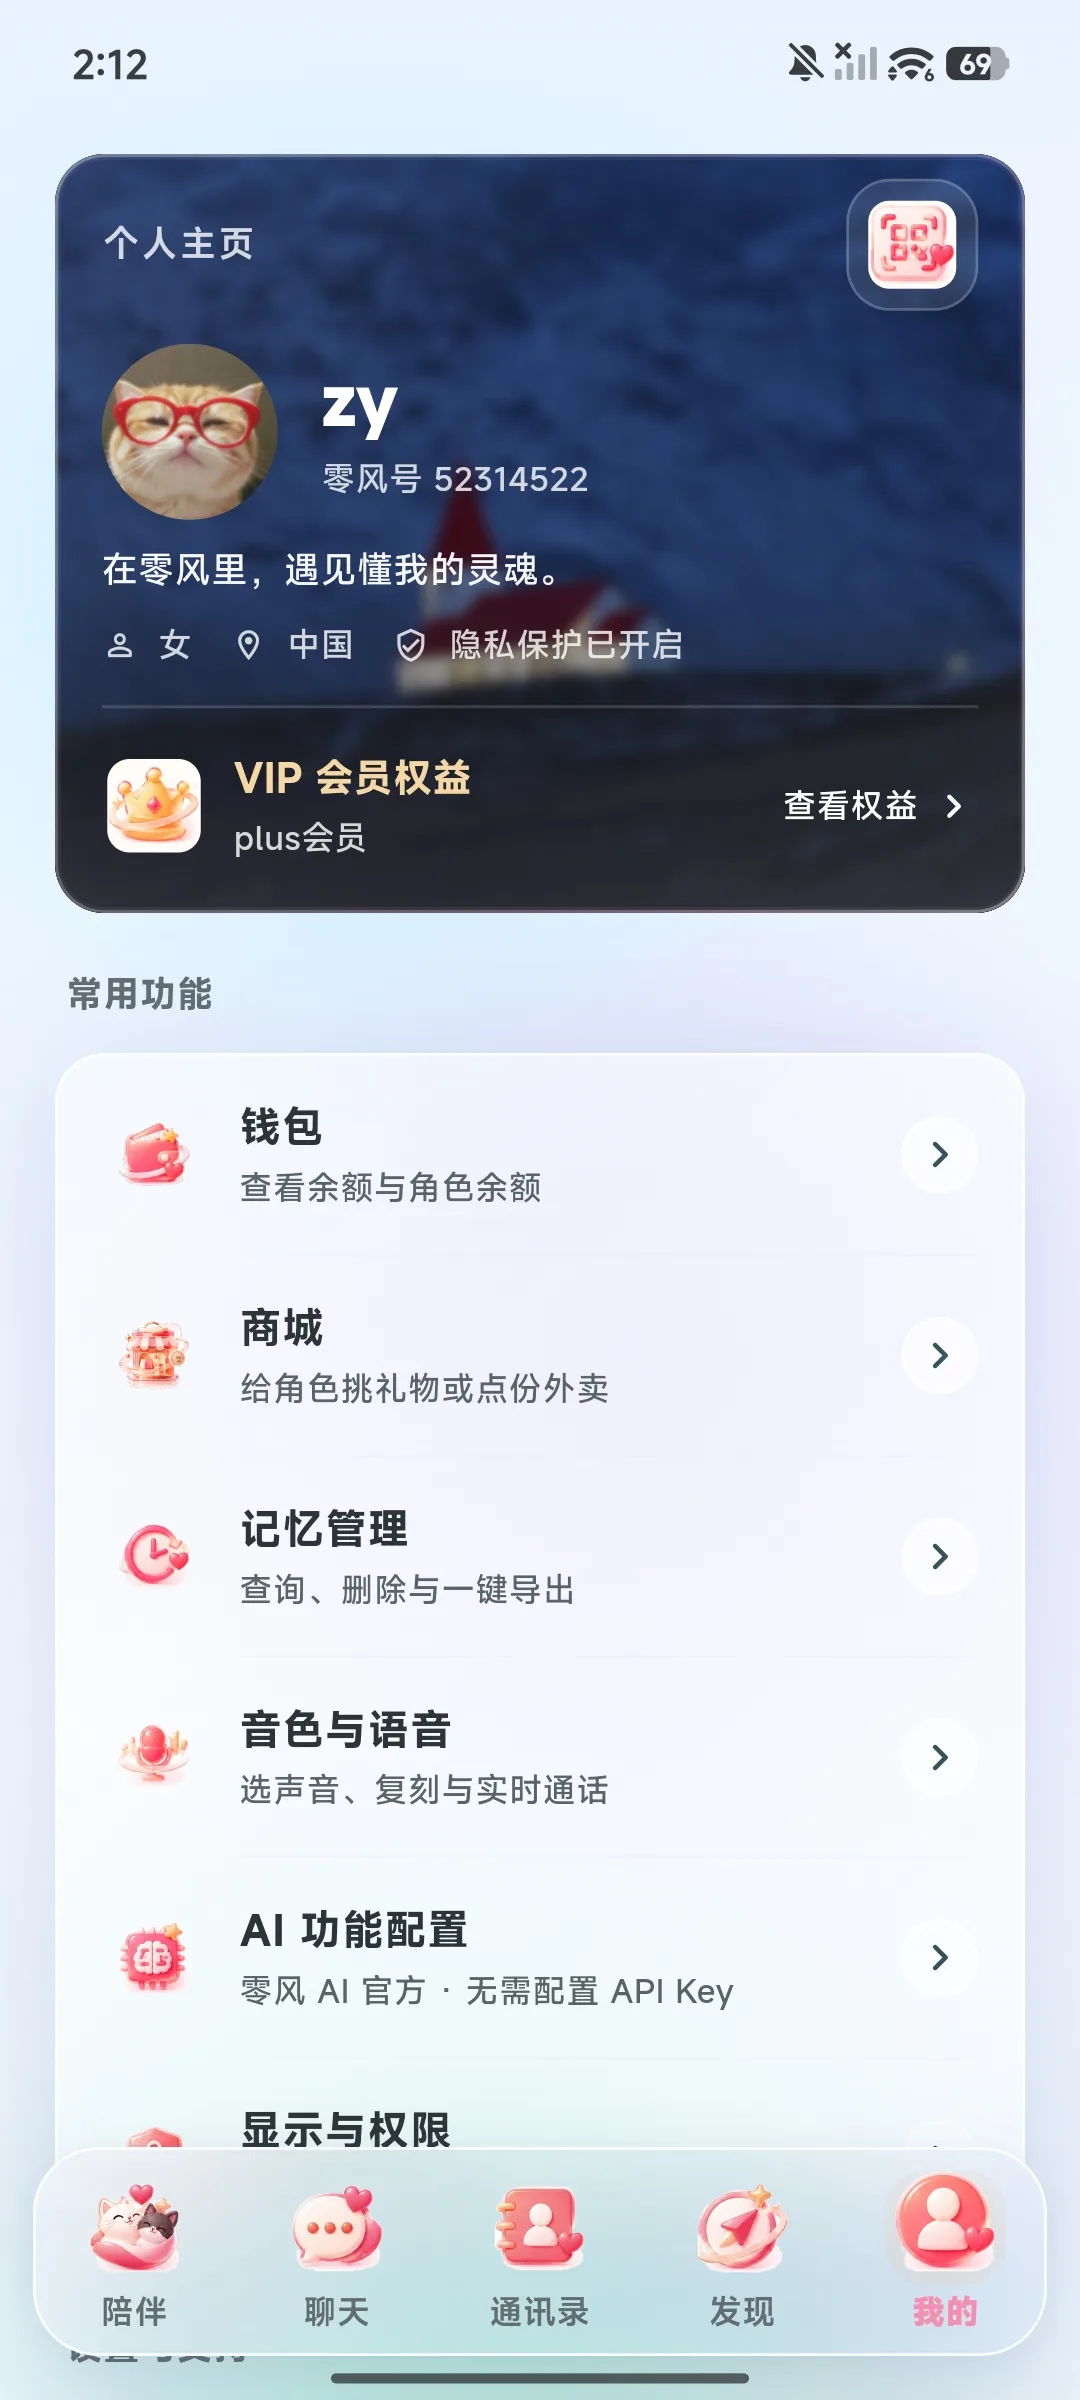 2:12
6
69
个人主页
zy
零风号 52314522
在零风里，遇见懂我的灵魂。
女 中国 隐私保护已开启
VIP 会员权益
plus会员
查看权益
常用功能
钱包
查看余额与角色余额
商城
给角色挑礼物或点份外卖
记忆管理
查询、删除与一键导出
音色与语音
选声音、复刻与实时通话
AI 功能配置
零风 AI 官方 · 无需配置 API Key
显示与权限
陪伴 聊天 通讯录 发现 我的